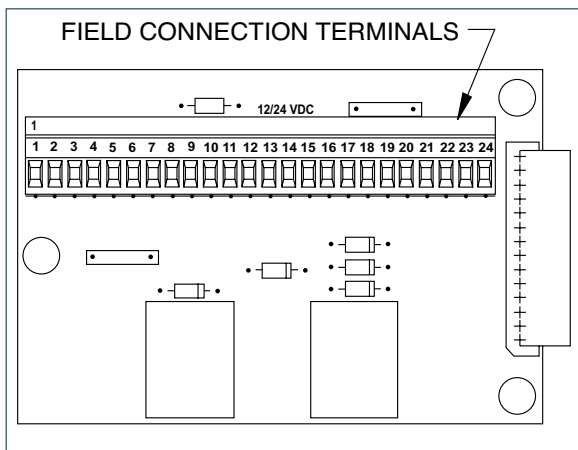 FIELD CONNECTION TERMINALS
12/24 VDC
1
1 2 3 4 5 6 7 8 9 10 11 12 13 14 15 16 17 18 19 20 21 22 23 24